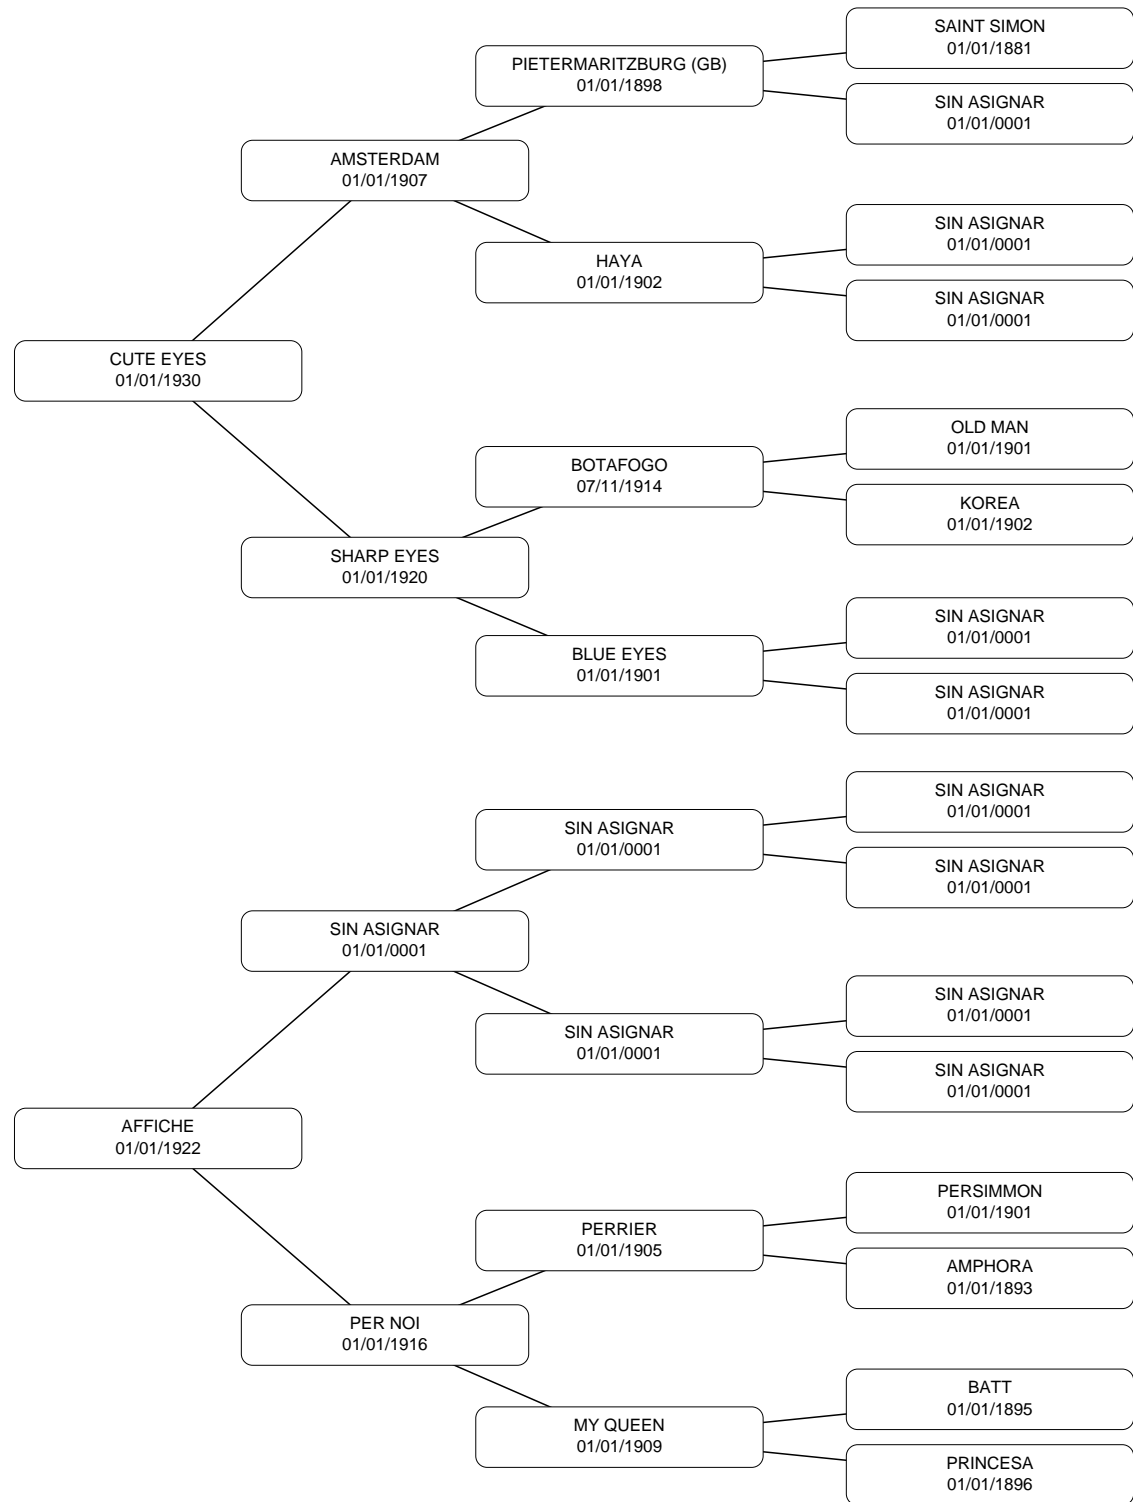 SAINT SIMON
01/01/1881
PIETERMARITZBURG (GB)
01/01/1898
SIN ASIGNAR
01/01/0001
AMSTERDAM
01/01/1907
SIN ASIGNAR
01/01/0001
HAYA
01/01/1902
SIN ASIGNAR
01/01/0001
CUTE EYES
01/01/1930
OLD MAN
01/01/1901
BOTAFOGO
07/11/1914
KOREA
01/01/1902
SHARP EYES
01/01/1920
SIN ASIGNAR
01/01/0001
BLUE EYES
01/01/1901
SIN ASIGNAR
01/01/0001
SIN ASIGNAR
01/01/0001
SIN ASIGNAR
01/01/0001
SIN ASIGNAR
01/01/0001
SIN ASIGNAR
01/01/0001
SIN ASIGNAR
01/01/0001
SIN ASIGNAR
01/01/0001
SIN ASIGNAR
01/01/0001
AFFICHE
01/01/1922
PERSIMMON
01/01/1901
PERRIER
01/01/1905
AMPHORA
01/01/1893
PER NOI
01/01/1916
BATT
01/01/1895
MY QUEEN
01/01/1909
PRINCESA
01/01/1896